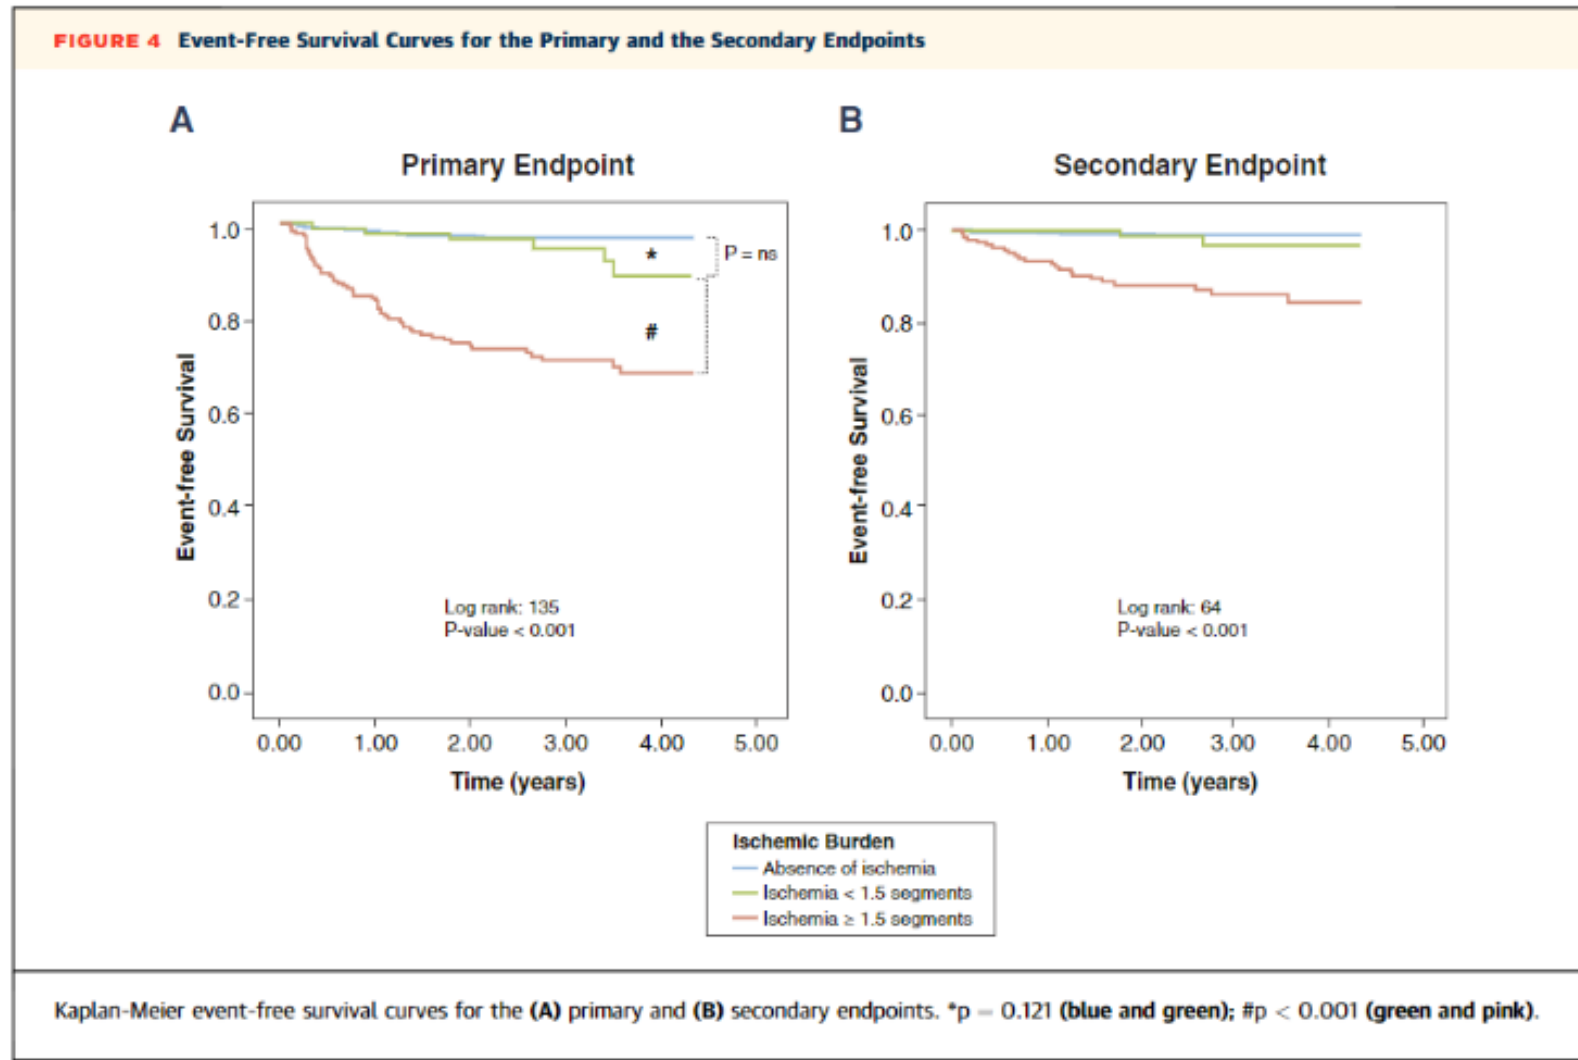 FIGURE 4 Event-Free Survival Curves for the Primary and the Secondary Endpoints
A
Primary Endpoint
Event-free Survival
1.0
0.8
0.6
0.4
0.2
0.0
*
P = ns
#
Log rank: 135
P-value < 0.001
0.00 1.00 2.00 3.00 4.00 5.00
Time (years)
B
Secondary Endpoint
Event-free Survival
1.0
0.8
0.6
0.4
0.2
0.0
Log rank: 64
P-value < 0.001
0.00 1.00 2.00 3.00 4.00 5.00
Time (years)
Ischemic Burden
Absence of ischemia
Ischemia < 1.5 segments
Ischemia ≥ 1.5 segments
Kaplan-Meier event-free survival curves for the (A) primary and (B) secondary endpoints. *p = 0.121 (blue and green); #p < 0.001 (green and pink).